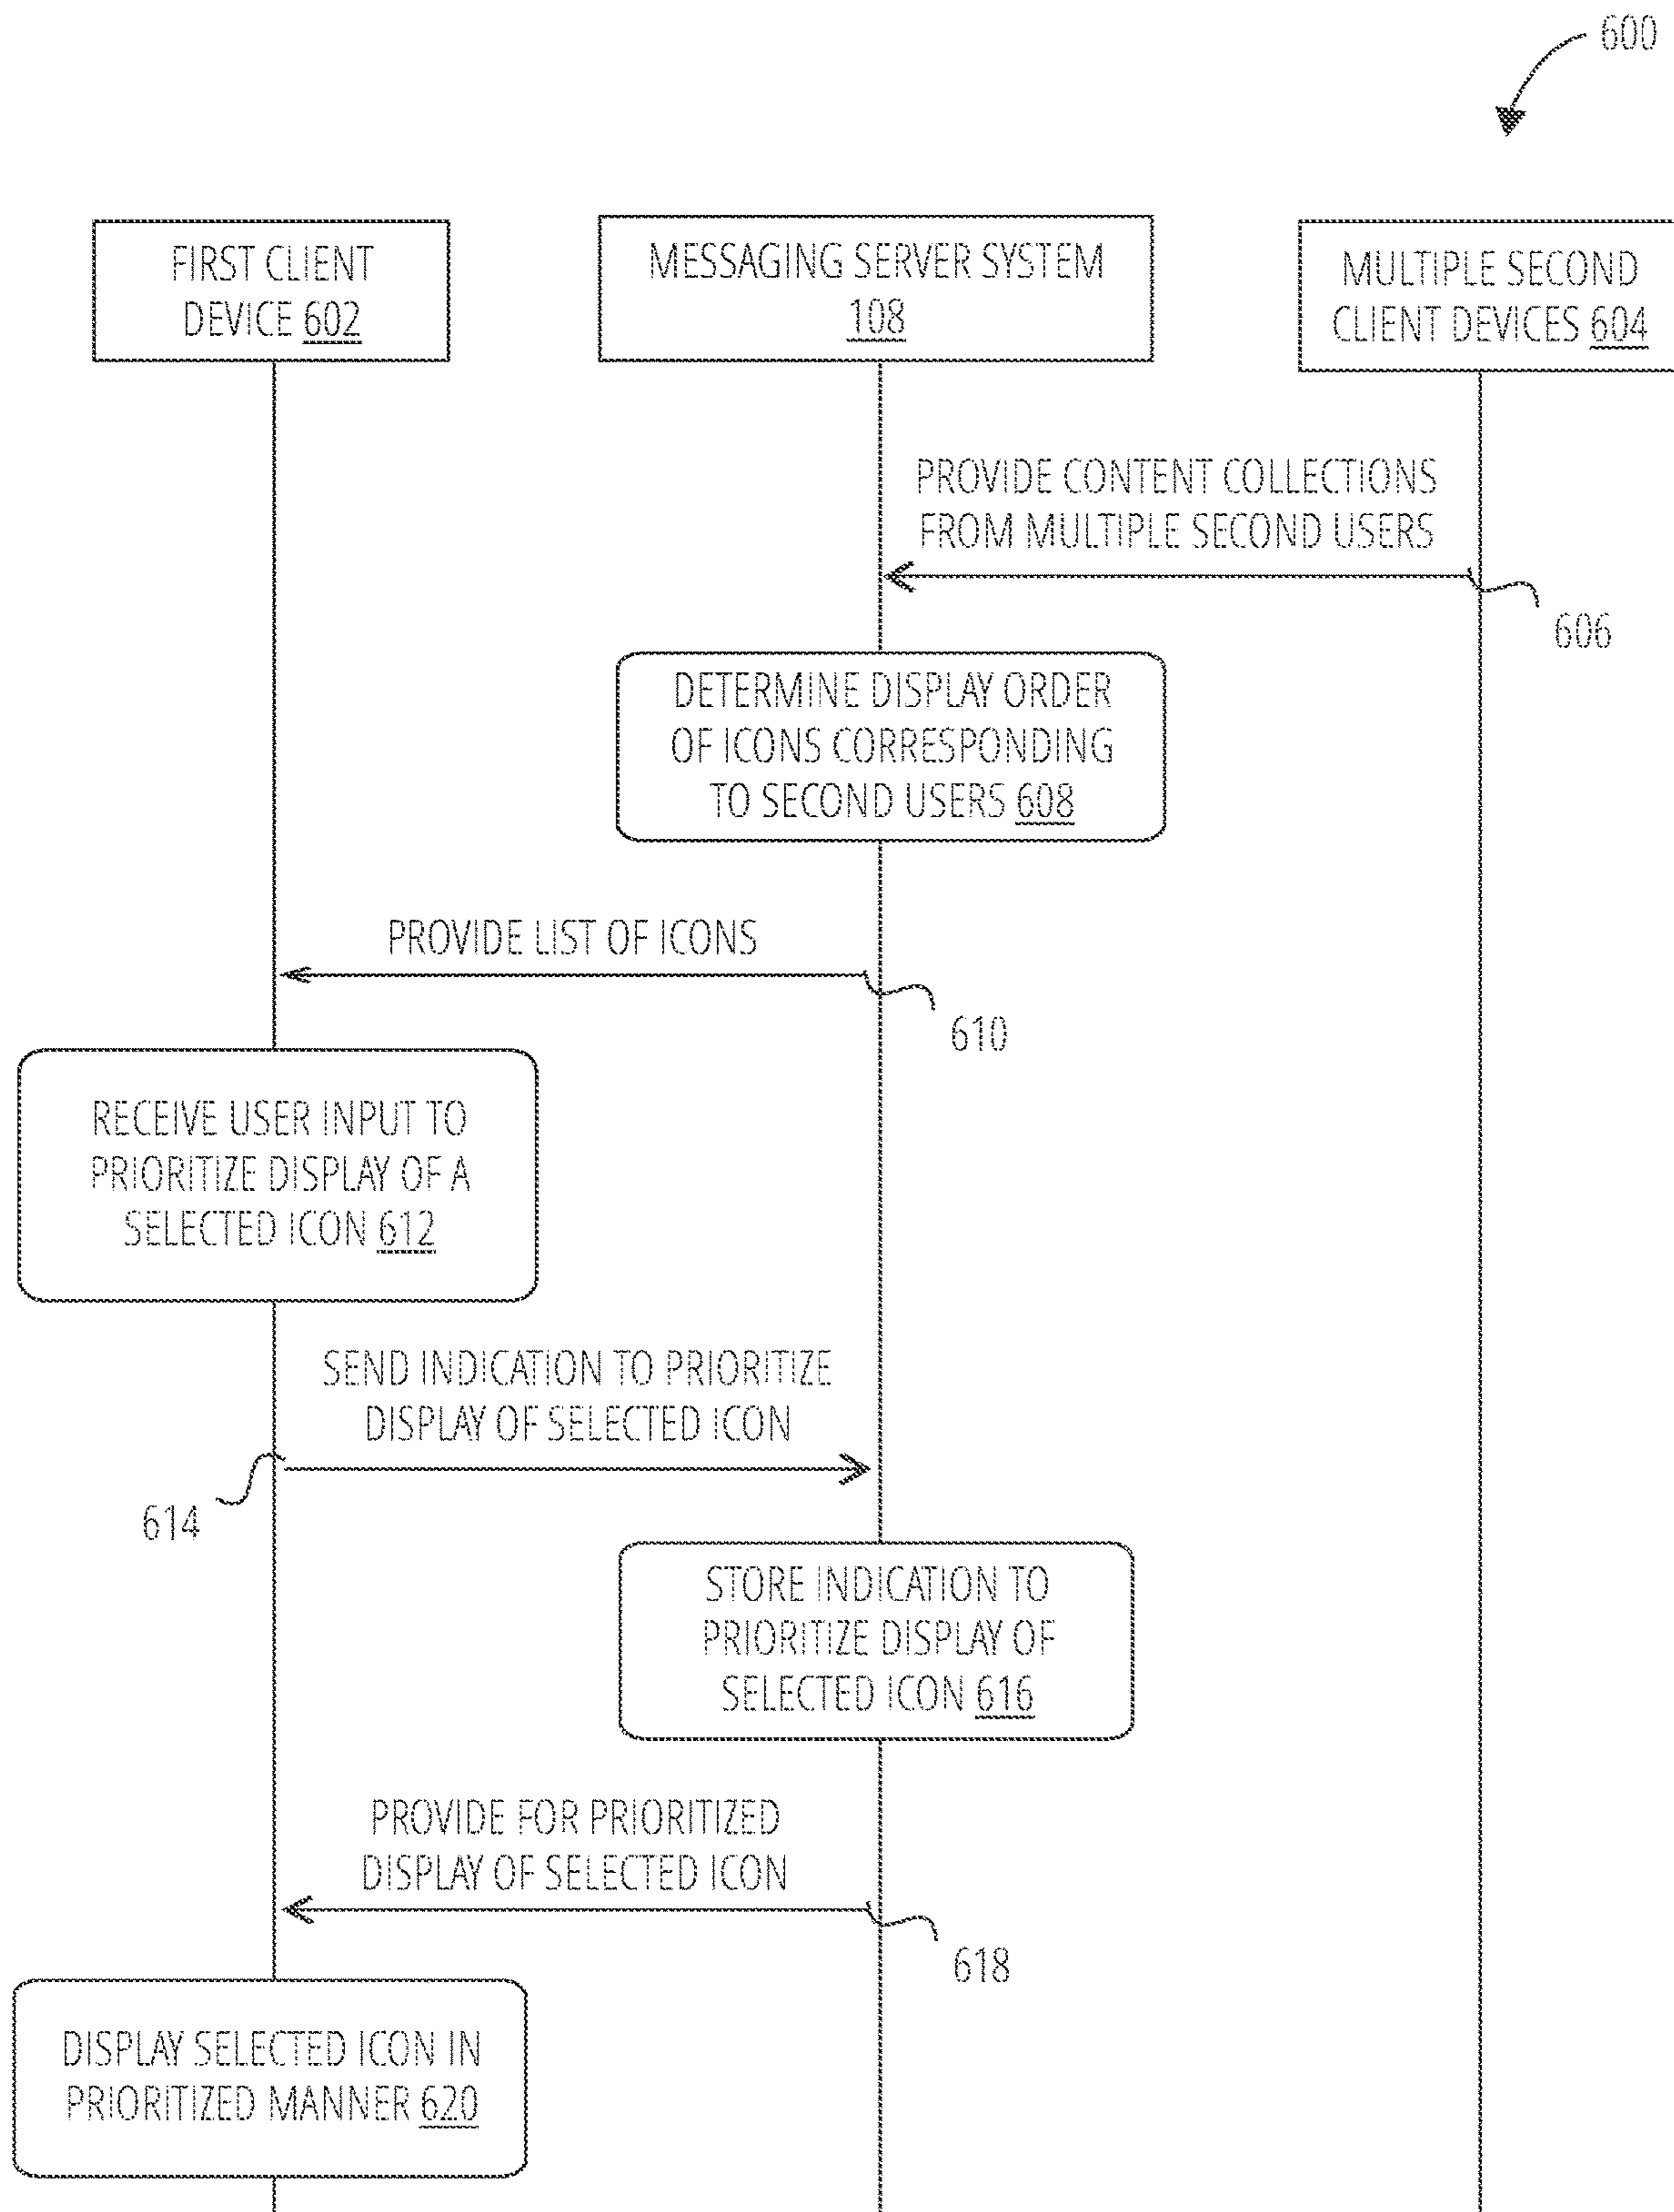 600
FIRST CLIENT
DEVICE 602
MESSAGING SERVER SYSTEM
108
MULTIPLE SECOND
CLIENT DEVICES 604
PROVIDE CONTENT COLLECTIONS
FROM MULTIPLE SECOND USERS
606
DETERMINE DISPLAY ORDER
OF ICONS CORRESPONDING
TO SECOND USERS 608
PROVIDE LIST OF ICONS
610
RECEIVE USER INPUT TO
PRIORITIZE DISPLAY OF A
SELECTED ICON 612
SEND INDICATION TO PRIORITIZE
DISPLAY OF SELECTED ICON
614
STORE INDICATION TO
PRIORITIZE DISPLAY OF
SELECTED ICON 616
PROVIDE FOR PRIORITIZED
DISPLAY OF SELECTED ICON
618
DISPLAY SELECTED ICON IN
PRIORITIZED MANNER 620